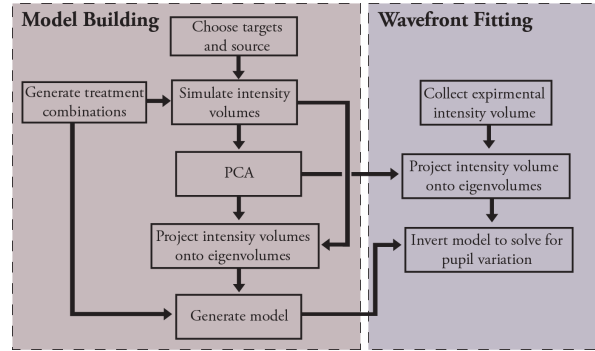 Model Building
Choose targets
and source
Generate treatment
combinations
Simulate intensity
volumes
PCA
Project intensity volumes
onto eigenvolumes
Generate model
Wavefront Fitting
Collect expirmental
intensity volume
Project intensity volume
onto eigenvolumes
Invert model to solve for
pupil variation